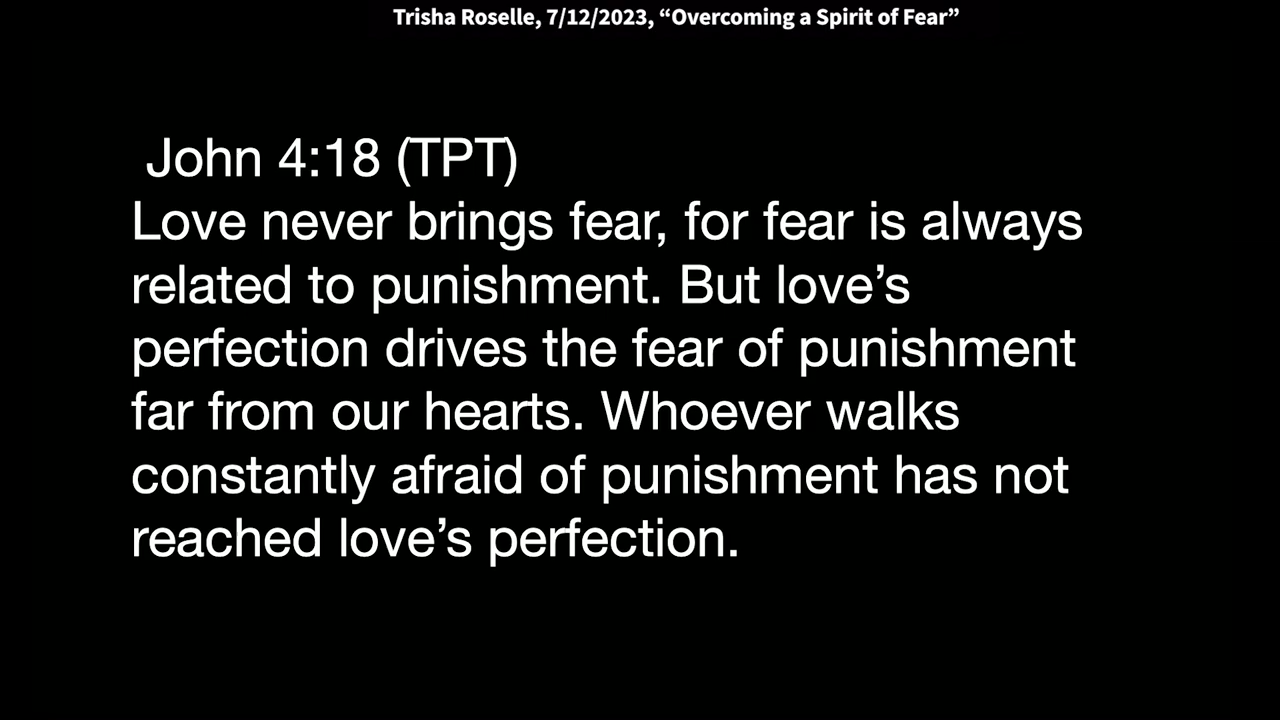 Trisha Roselle, 7/12/2023, “Overcoming a Spirit of Fear”
John 4:18 (TPT)
Love never brings fear, for fear is always
related to punishment. But love’s
perfection drives the fear of punishment
far from our hearts. Whoever walks
constantly afraid of punishment has not
reached love’s perfection.